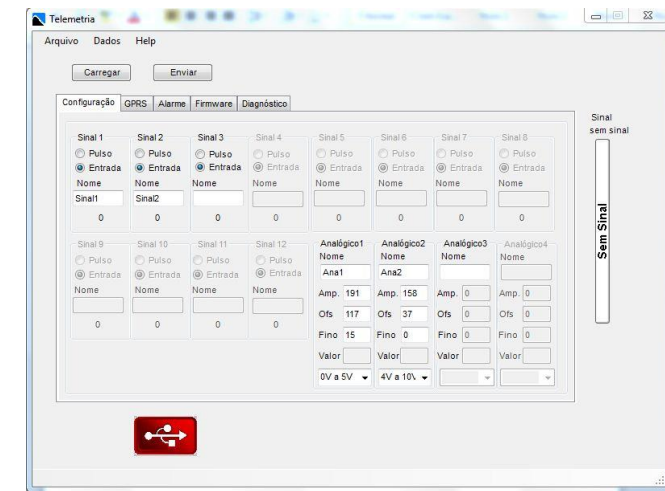 Telemetria
Arquivo Dados Help
Carregar Enviar
Configuração GPRS Alarme Firmware Diagnóstico
Sinal
sem sinal
Sinal 1 Sinal 2 Sinal 3 Sinal 4 Sinal 5 Sinal 6 Sinal 7 Sinal 8
Pulso Pulso Pulso Pulso Pulso Pulso Pulso Pulso
Entrada Entrada Entrada Entrada Entrada Entrada Entrada Entrada
Nome Nome Nome Nome Nome Nome Nome Nome
Sinal1 Sinal2
0 0 0 0 0 0 0 0
Sem Sinal
Sinal 9 Sinal 10 Sinal 11 Sinal 12 Analógico1 Analógico2 Analógico3 Analógico4
Pulso Pulso Pulso Pulso Nome Nome Nome Nome
Entrada Entrada Entrada Entrada Ana1 Ana2
Nome Nome Nome Nome Amp. 191 Amp. 158 Amp. 0 Amp. 0
Ofs 117 Ofs 37 Ofs 0 Ofs 0
0 0 0 0 Fino 15 Fino 0 Fino 0 Fino 0
Valor Valor Valor Valor
0V a 5V 4V a 10\